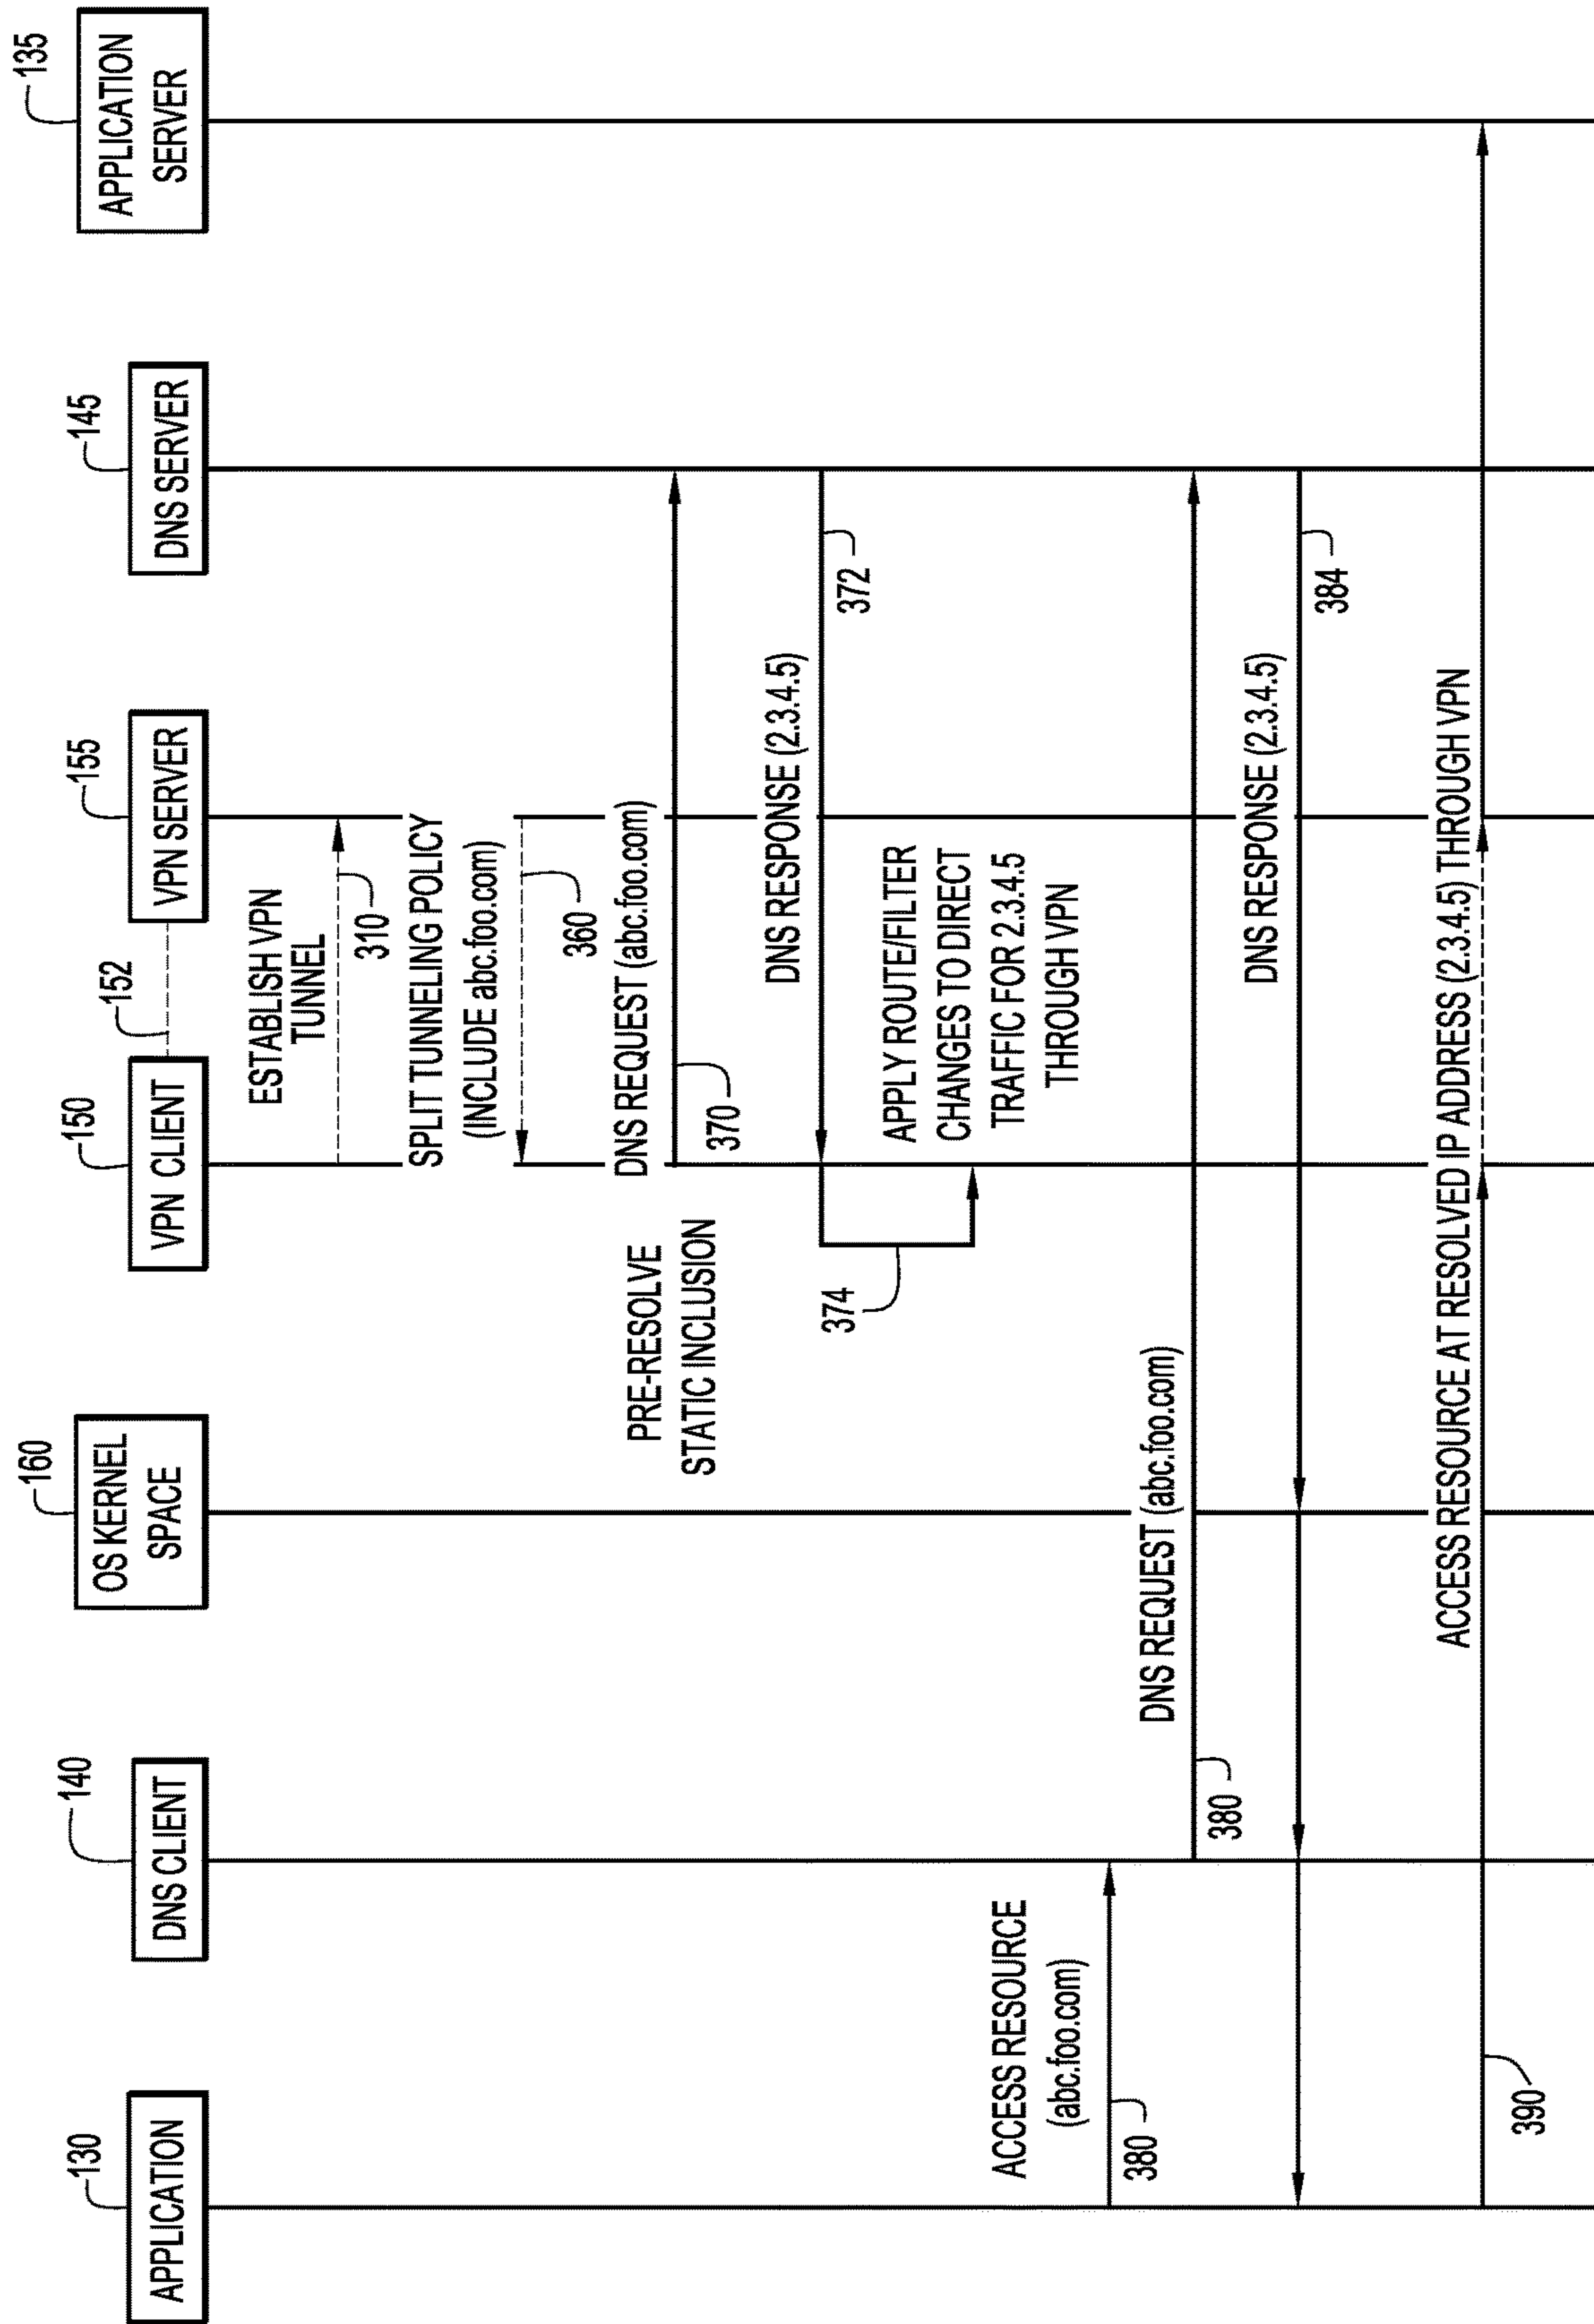 130
APPLICATION
140
DNS CLIENT
160
OS KERNEL
SPACE
150
VPN CLIENT
152
155
VPN SERVER
145
DNS SERVER
135
APPLICATION
SERVER
ESTABLISH VPN
TUNNEL
310
SPLIT TUNNELING POLICY
(INCLUDE abc.foo.com)
360
PRE-RESOLVE
STATIC INCLUSION
DNS REQUEST (abc.foo.com)
370
DNS RESPONSE (2.3.4.5)
372
374
APPLY ROUTE/FILTER
CHANGES TO DIRECT
TRAFFIC FOR 2.3.4.5
THROUGH VPN
ACCESS RESOURCE
(abc.foo.com)
380
DNS REQUEST (abc.foo.com)
380
DNS RESPONSE (2.3.4.5)
384
ACCESS RESOURCE AT RESOLVED IP ADDRESS (2.3.4.5) THROUGH VPN
390